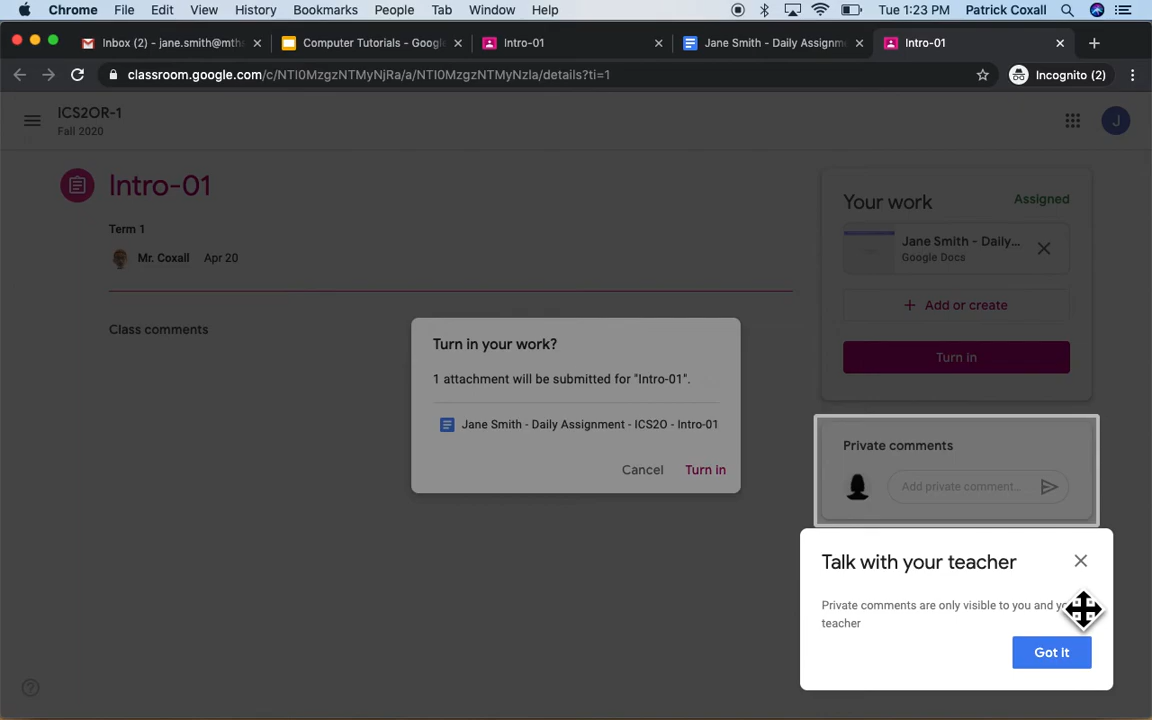 Chrome File Edit View History Bookmarks People Tab Window Help Tue 1:23 PM Patrick Coxall
Inbox (2) - jane.smith@mths Computer Tutorials - Google Intro-01 Jane Smith - Daily Assignm Intro-01
classroom.google.com/c/NTI0MzgzNTMyNjRa/a/NTI0MzgzNTMyNzIa/details?ti=1 Incognito (2)
ICS2OR-1
Fall 2020
J
Intro-01
Term 1
Mr. Coxall Apr 20
Class comments
Your work Assigned
Jane Smith - Daily...
Google Docs
+ Add or create
Turn in
Turn in your work?
1 attachment will be submitted for "Intro-01".
Jane Smith - Daily Assignment - ICS2O - Intro-01
Cancel Turn in
Private comments
Add private comment..
Talk with your teacher
Private comments are only visible to you and
teacher
Got it